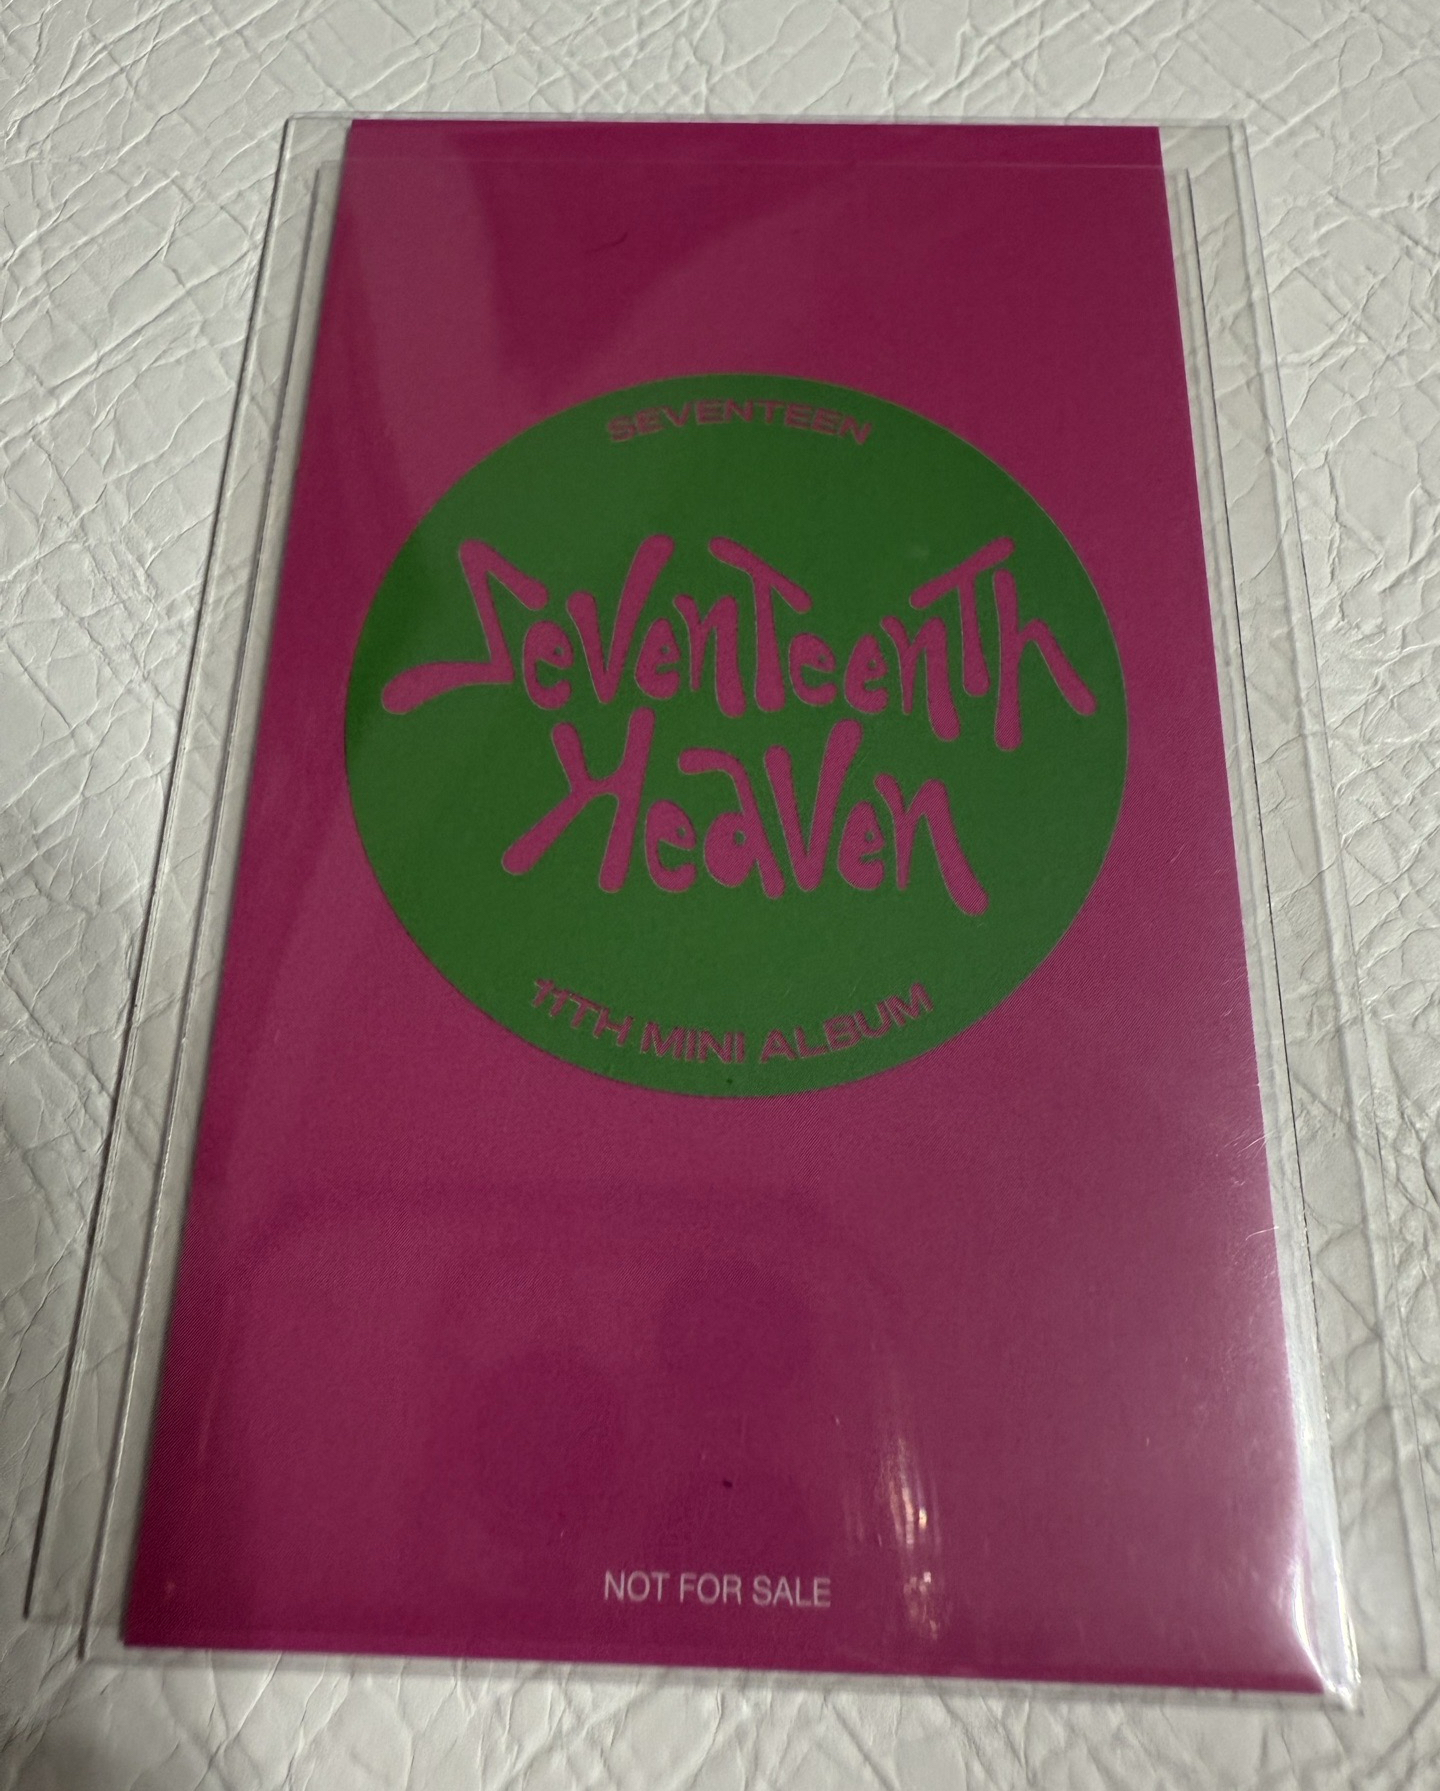 SEVENTEEN
SeVenTeenTh
HeaVen
11TH MINI ALBUM
NOT FOR SALE